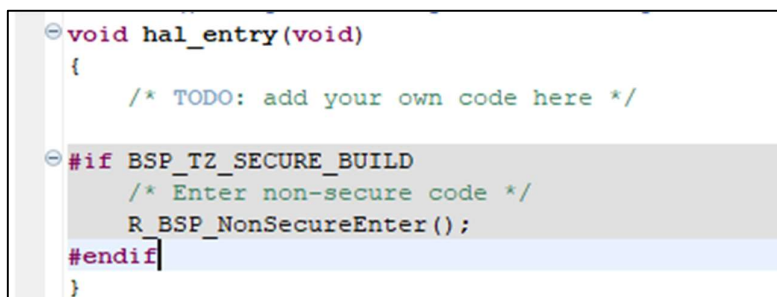 void hal_entry(void)
{
/* TODO: add your own code here */
#if BSP_TZ_SECURE_BUILD
/* Enter non-secure code */
R_BSP_NonSecureEnter();
#endif
}